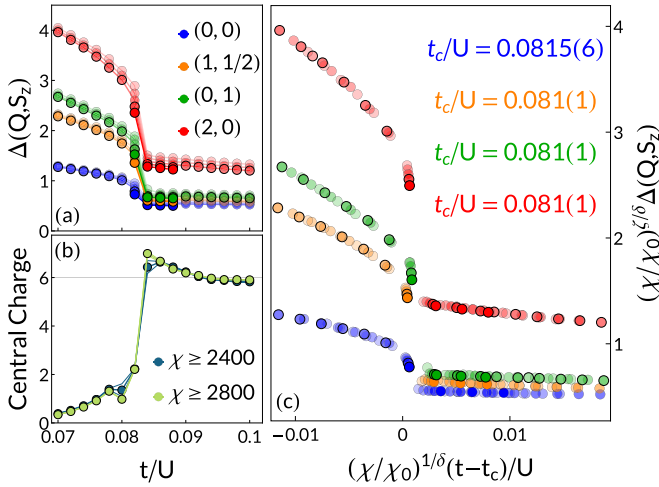 Δ(Q,S_z)
4
3
2
1
0
(0, 0)
(1, 1/2)
(0, 1)
(2, 0)
(a)
Central Charge
8
6
4
2
0
(b)
χ ≥ 2400
χ ≥ 2800
0.07 0.08 0.09 0.1
t/U
t_c/U = 0.0815(6)
t_c/U = 0.081(1)
t_c/U = 0.081(1)
t_c/U = 0.081(1)
(c)
4
3
2
1
(χ/χ₀)^{ζ/δ} Δ(Q,S_z)
−0.01 0 0.01
(χ/χ₀)^{1/δ}(t−t_c)/U